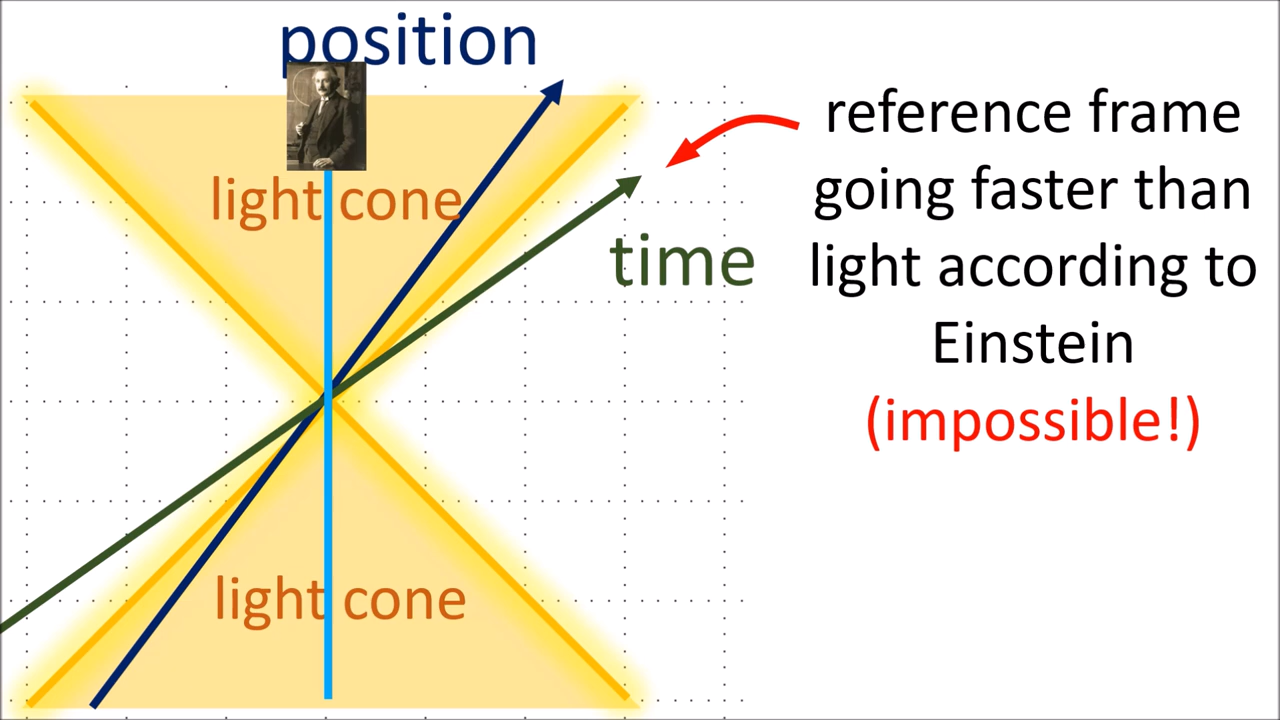 position
light cone
time
light cone
reference frame
going faster than
light according to
Einstein
(impossible!)